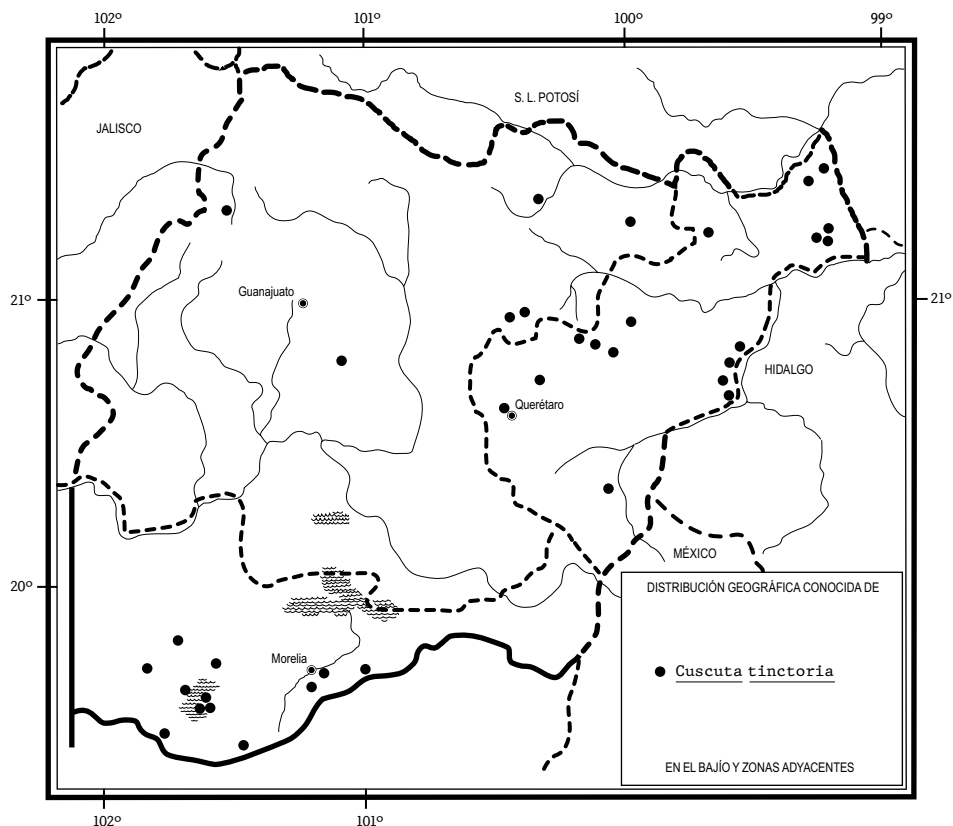 102º 101º 100º 99º
S. L. POTOSÍ
JALISCO
Guanajuato
21º 21º
HIDALGO
Querétaro
MÉXICO
20º
DISTRIBUCIÓN GEOGRÁFICA CONOCIDA DE
Morelia
Cuscuta tinctoria
EN EL BAJÍO Y ZONAS ADYACENTES
102º 101º